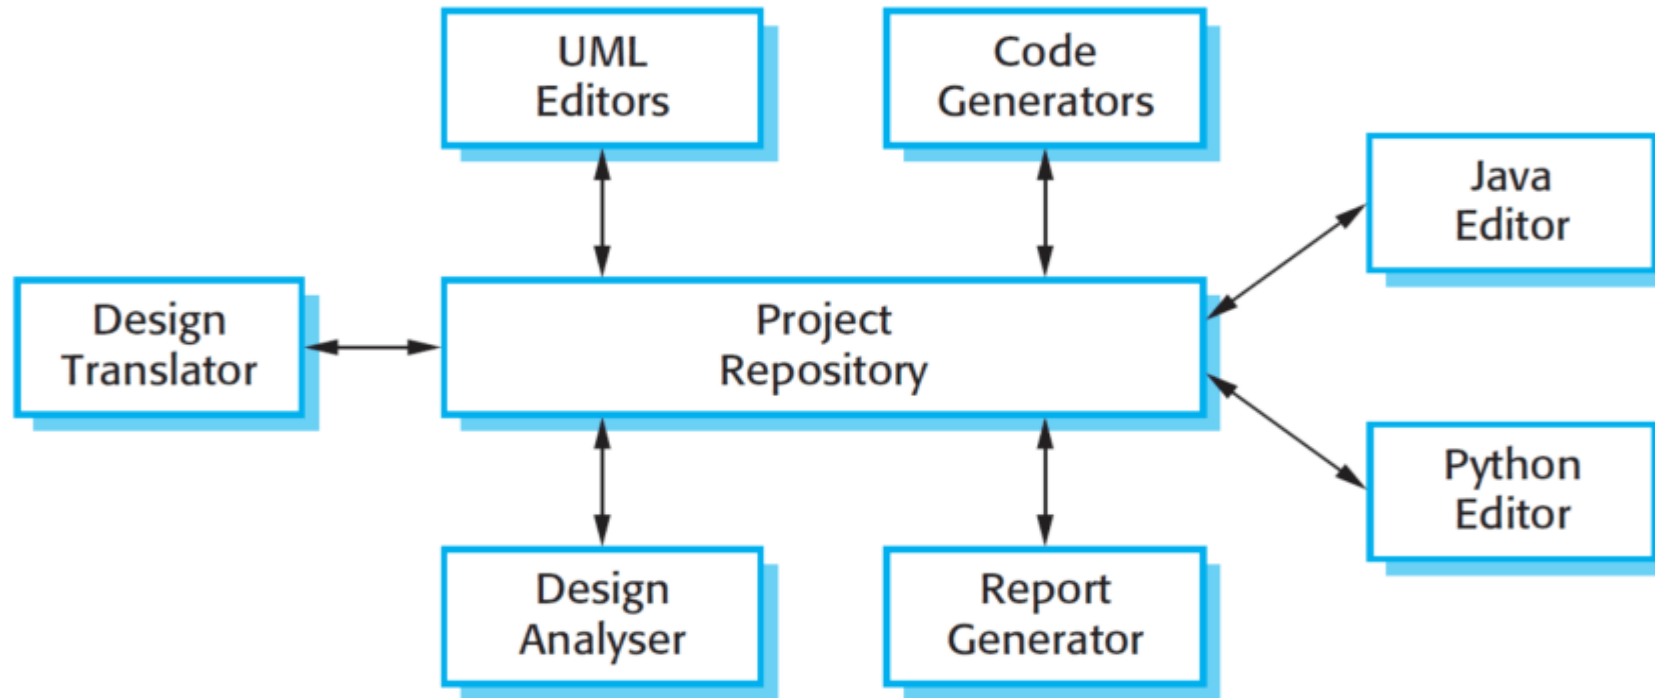 UML
Editors
Code
Generators
Java
Editor
Design
Translator
Project
Repository
Python
Editor
Design
Analyser
Report
Generator